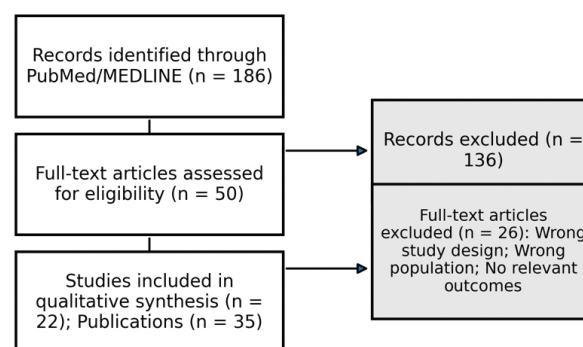 Records identified through
PubMed/MEDLINE (n = 186)
Full-text articles assessed
for eligibility (n = 50)
Studies included in
qualitative synthesis (n =
22); Publications (n = 35)
Records excluded (n =
136)
Full-text articles
excluded (n = 26): Wrong
study design; Wrong
population; No relevant
outcomes